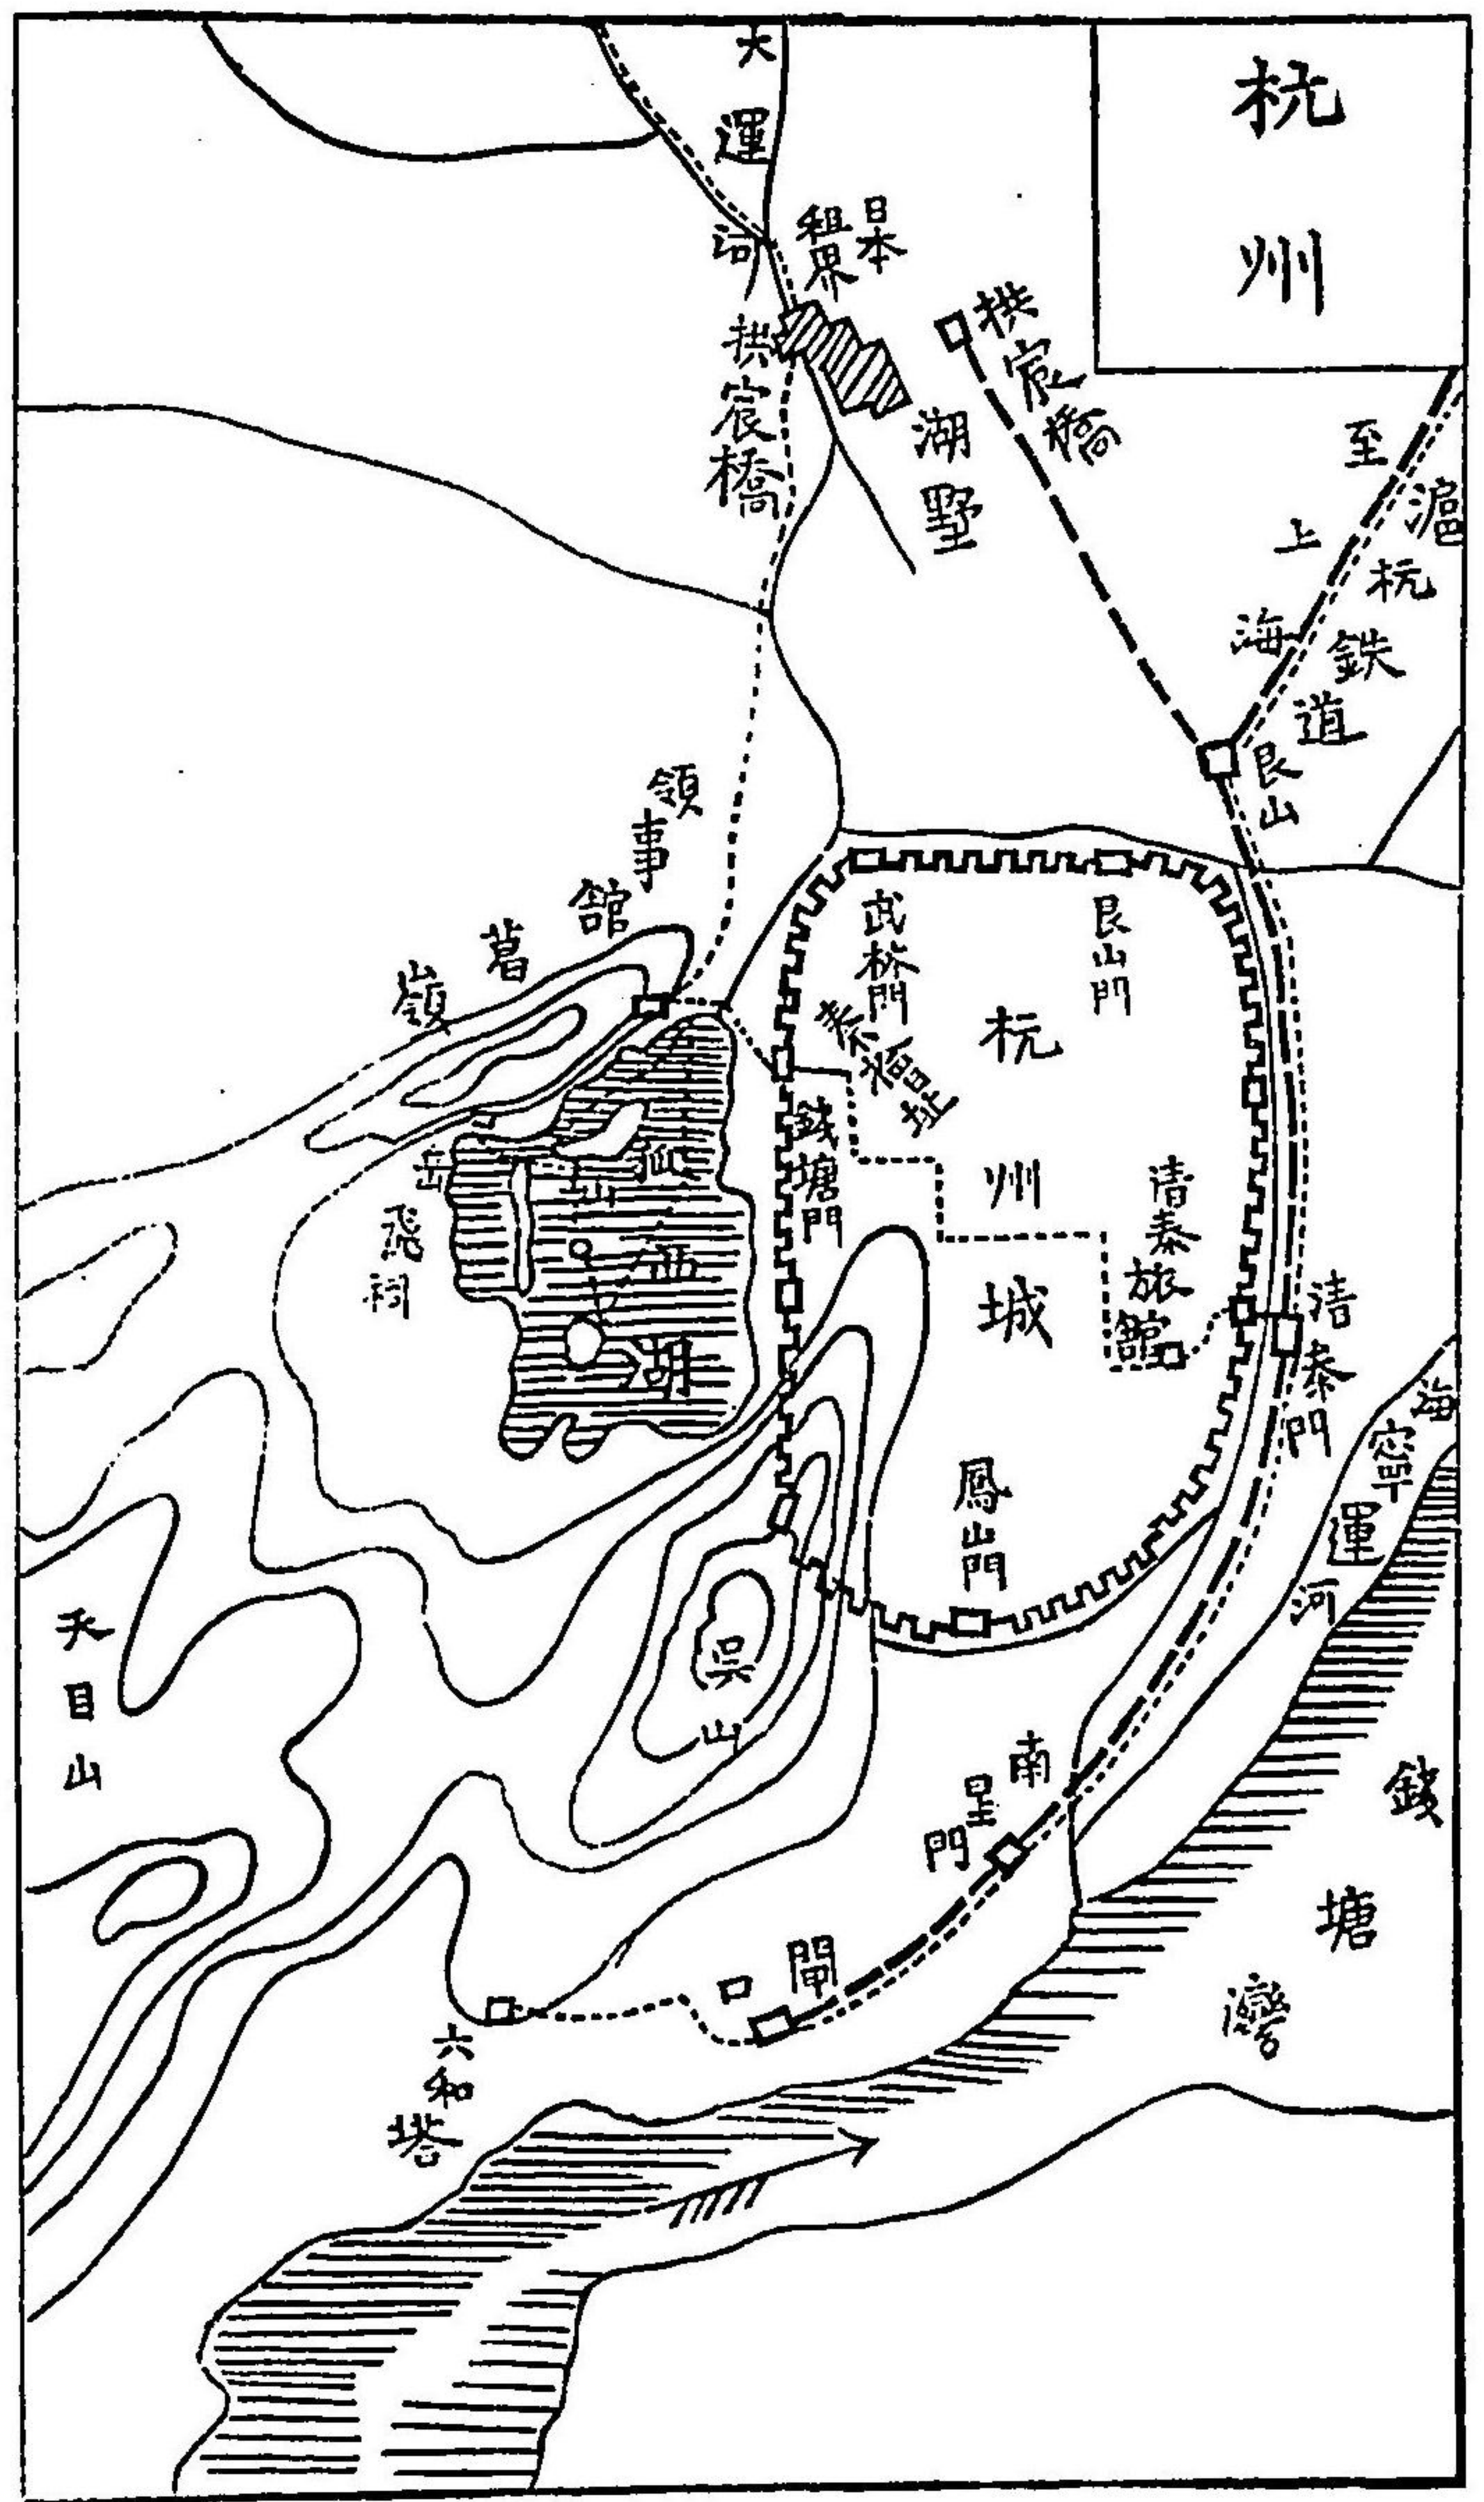 杭州
大運河
日本
租界
拱宸橋
拱宸橋
湖墅
至上海
滬杭鉄道
艮山
領事館
葛嶺
武林門
艮山門
杭州城
銭塘門
清泰旅館
清泰門
鳳山門
岳飛祠
孤山
西湖
海寧運河
呉山
天目山
南星門
閘口
六和塔
銭塘灣